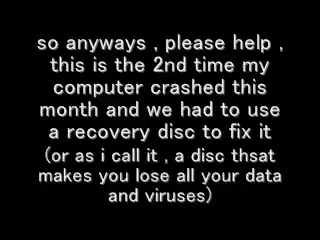 so anyways , please help ,
this is the 2nd time my
computer crashed this
month and we had to use
a recovery disc to fix it
(or as i call it , a disc thsat
makes you lose all your data
and viruses)